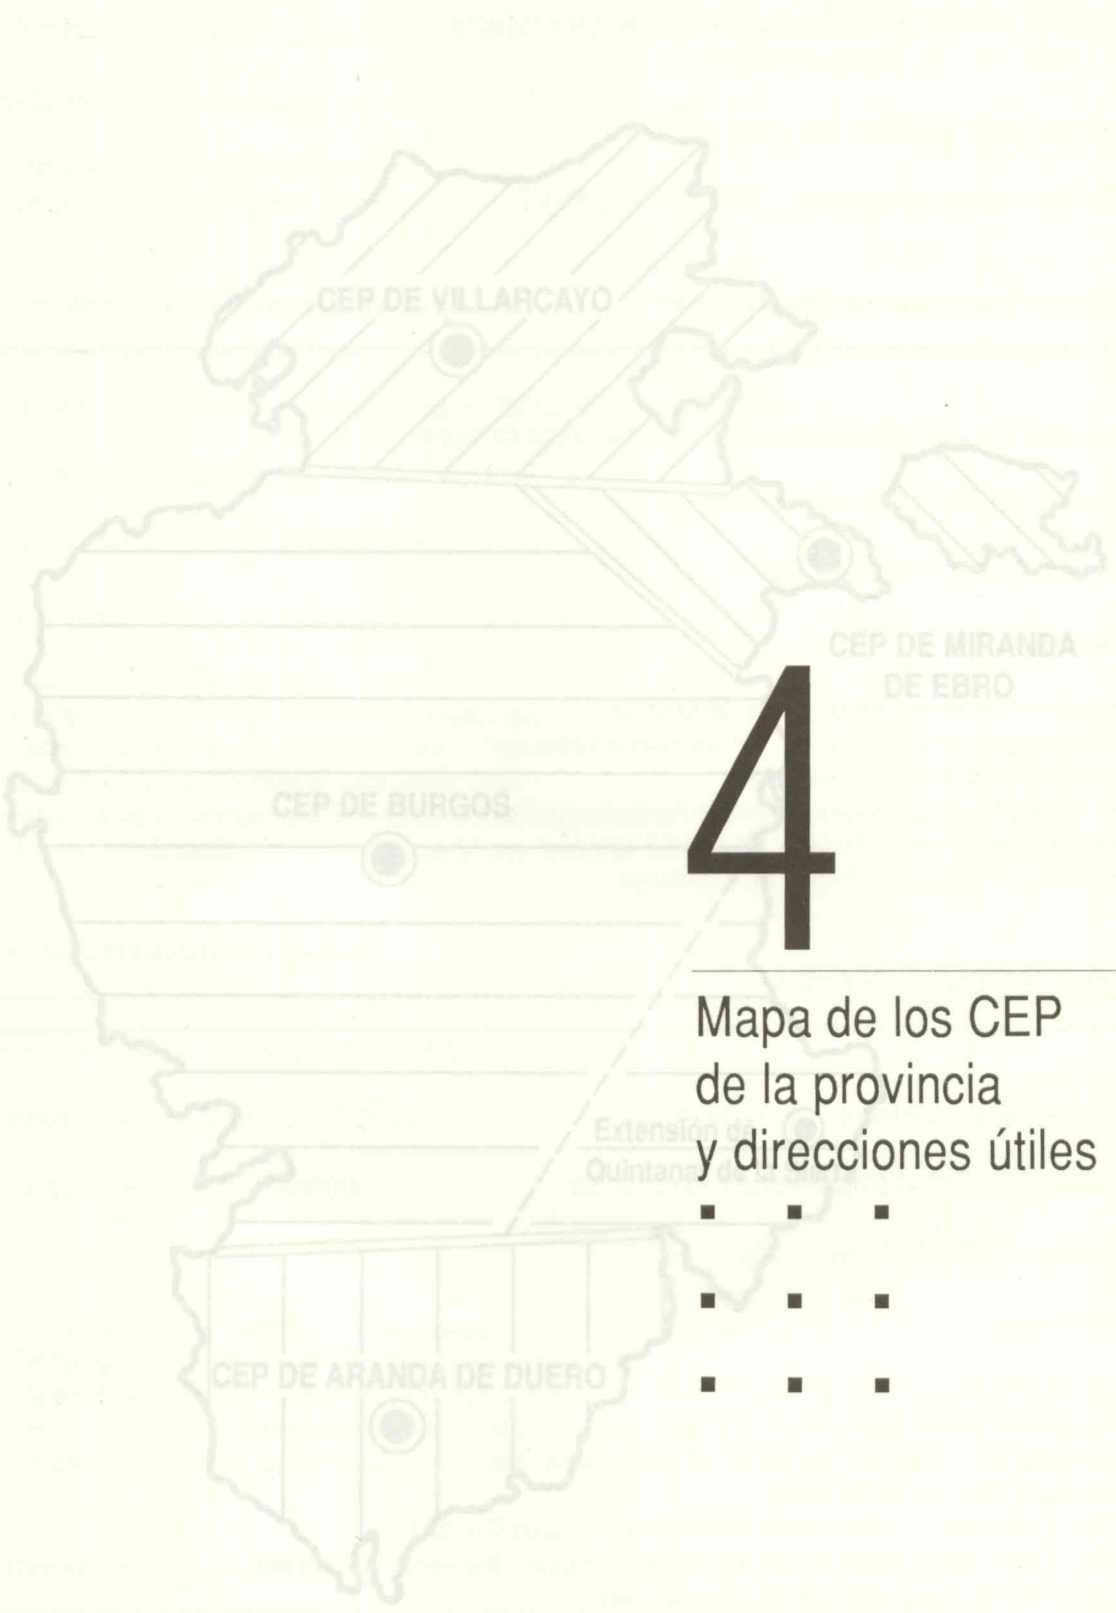 CEP DE VILLARCAYO
CEP DE MIRANDA
DE EBRO
CEP DE BURGOS
4
Mapa de los CEP
de la provincia
y direcciones útiles
Extensión de
Quintanar de la Sierra
CEP DE ARANDA DE DUERO